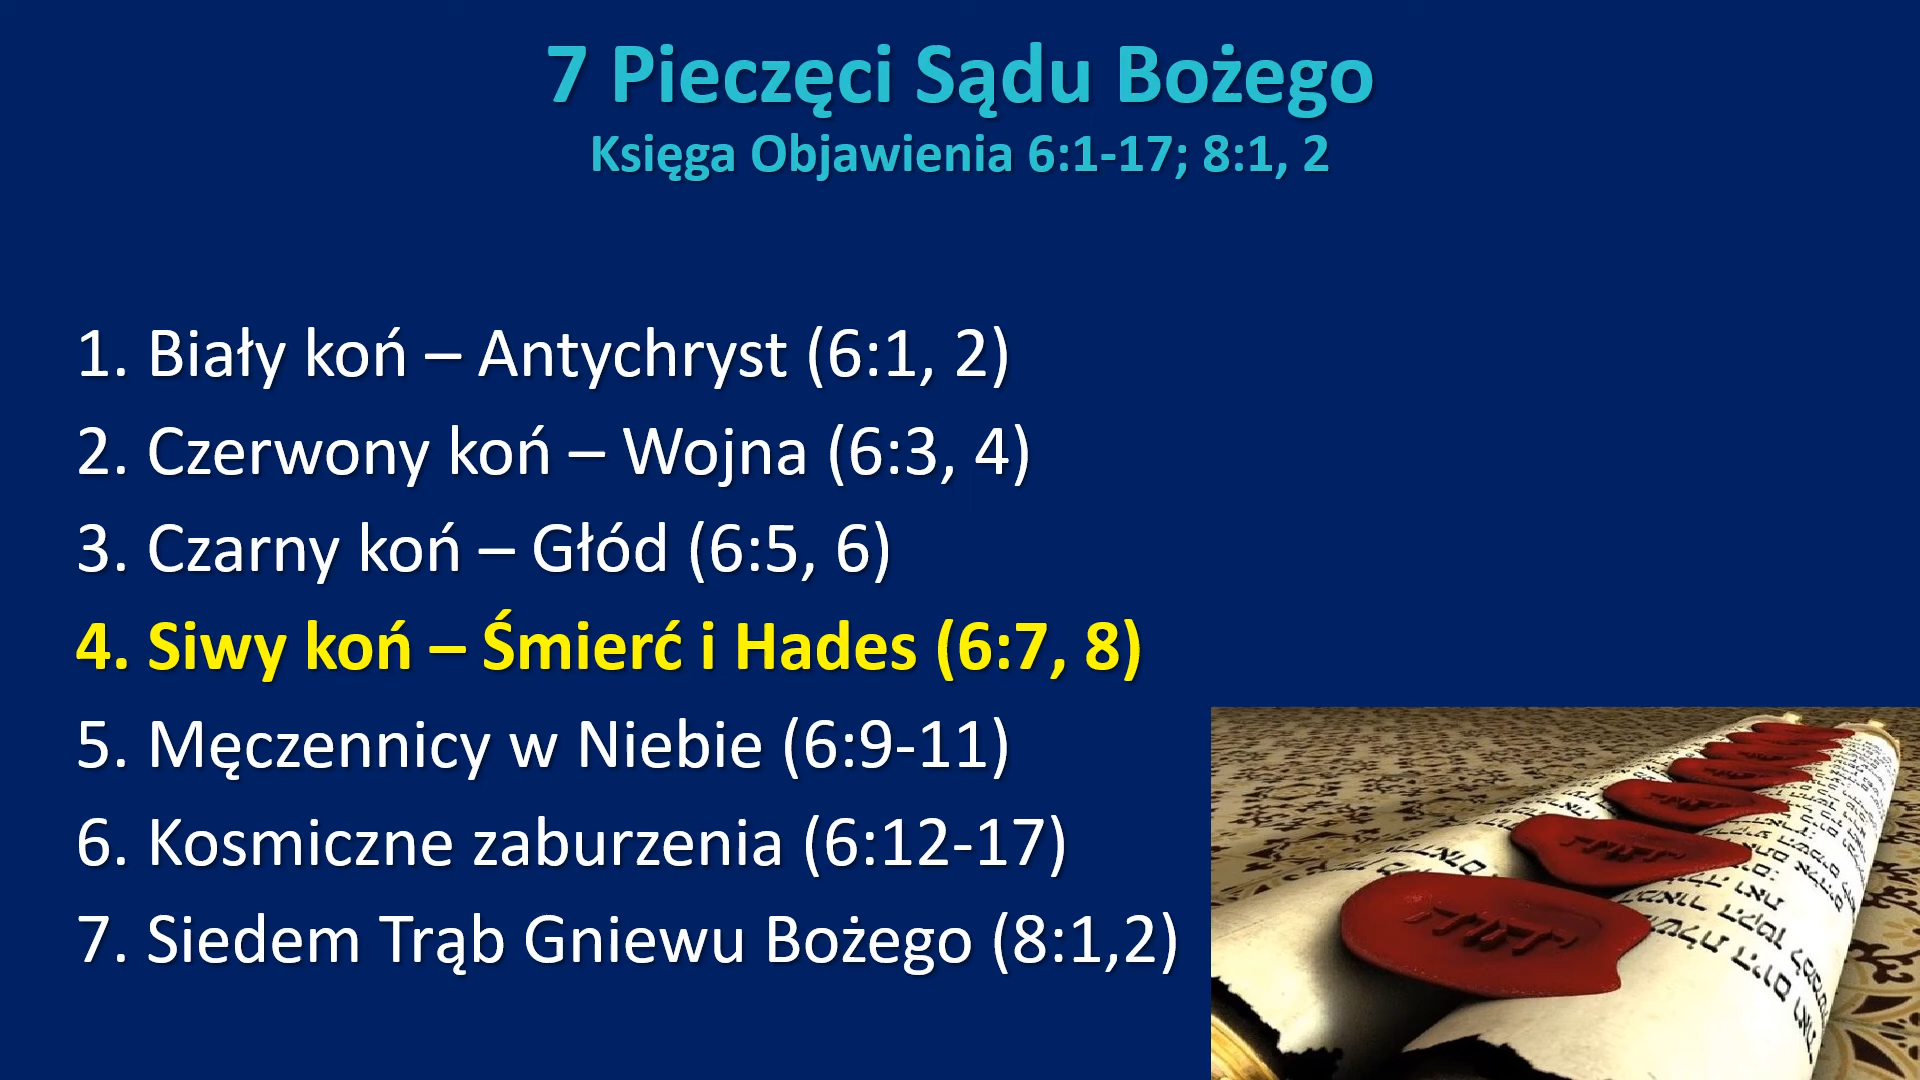 7 Pieczęci Sądu Bożego
Księga Objawienia 6:1-17; 8:1, 2
1. Biały koń – Antychryst (6:1, 2)
2. Czerwony koń – Wojna (6:3, 4)
3. Czarny koń – Głód (6:5, 6)
4. Siwy koń – Śmierć i Hades (6:7, 8)
5. Męczennicy w Niebie (6:9-11)
6. Kosmiczne zaburzenia (6:12-17)
7. Siedem Trąb Gniewu Bożego (8:1,2)
יהוה